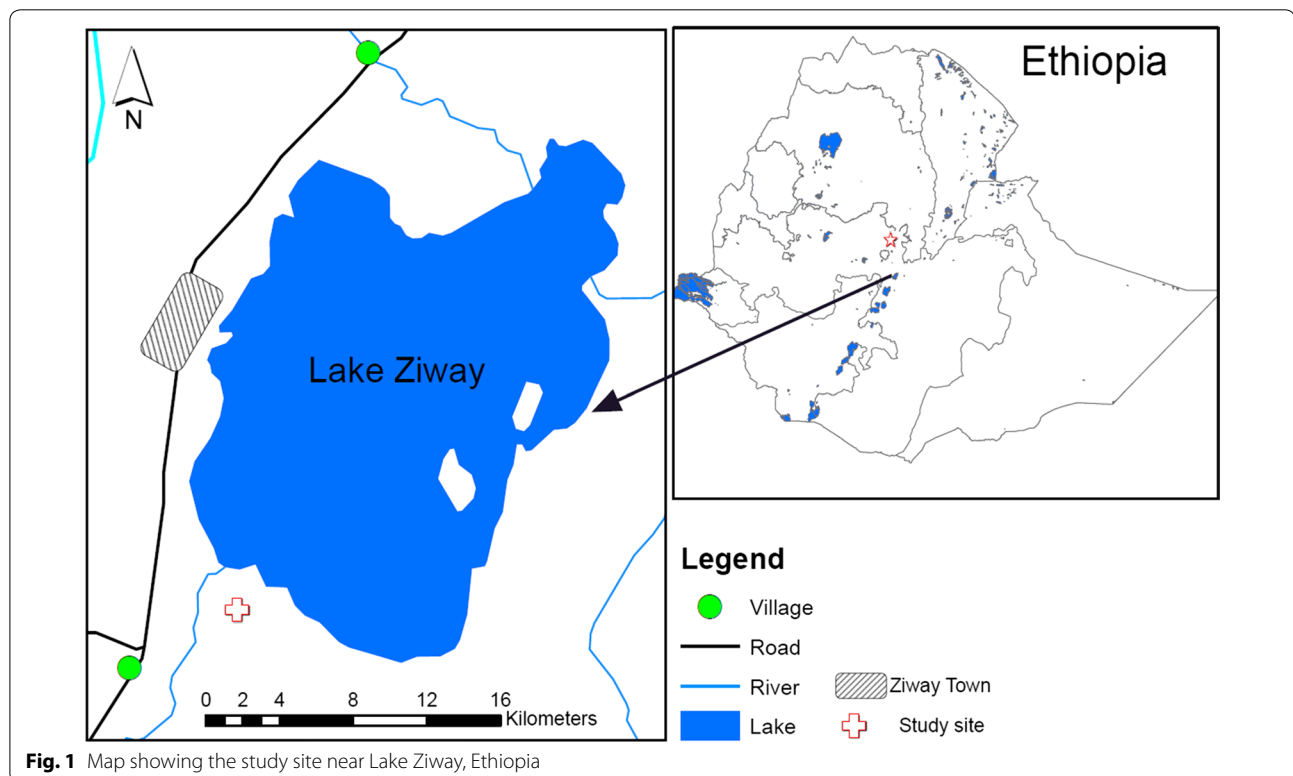 Ethiopia
N
Lake Ziway
Legend
Village
Road
River
Ziway Town
Lake
Study site
0 2 4 8 12 16
Kilometers
Fig. 1 Map showing the study site near Lake Ziway, Ethiopia